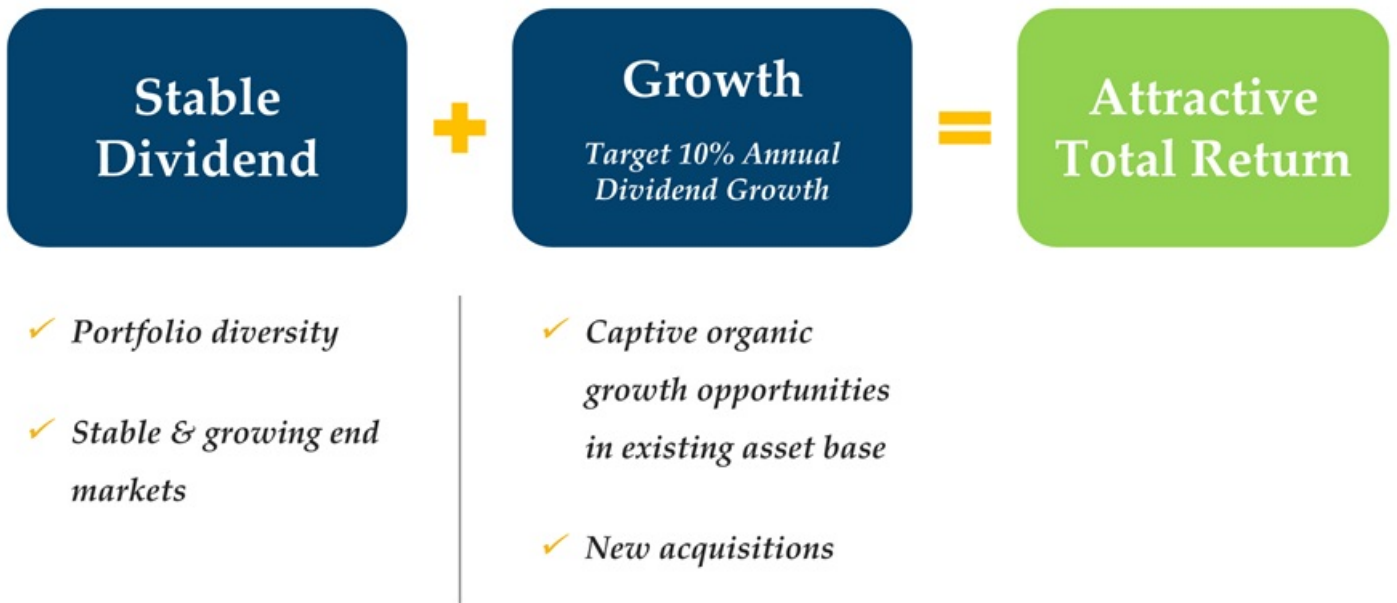 Stable
Dividend
+
Growth
Target 10% Annual
Dividend Growth
=
Attractive
Total Return
✓ Portfolio diversity
✓ Stable & growing end
markets
✓ Captive organic
growth opportunities
in existing asset base
✓ New acquisitions